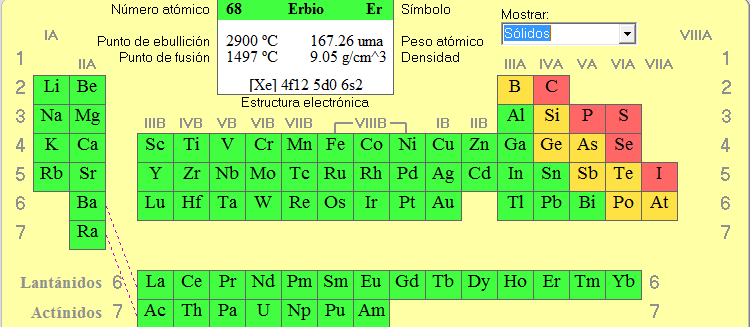 Número atómico 68 Erbio Er Símbolo
Mostrar:
Sólidos
Punto de ebullición 2900 ºC 167.26 uma Peso atómico
Punto de fusión 1497 ºC 9.05 g/cm^3 Densidad
[Xe] 4f12 5d0 6s2
Estructura electrónica
IA VIIIA
1 IIA IIIA IVA VA VIA VIIA 1
2 Li Be B C 2
3 Na Mg IIIB IVB VB VIB VIIB VIIIB IB IIB Al Si P S 3
4 K Ca Sc Ti V Cr Mn Fe Co Ni Cu Zn Ga Ge As Se 4
5 Rb Sr Y Zr Nb Mo Tc Ru Rh Pd Ag Cd In Sn Sb Te I 5
6 Ba Lu Hf Ta W Re Os Ir Pt Au Tl Pb Bi Po At 6
7 Ra 7
Lantánidos 6 La Ce Pr Nd Pm Sm Eu Gd Tb Dy Ho Er Tm Yb 6
Actínidos 7 Ac Th Pa U Np Pu Am 7